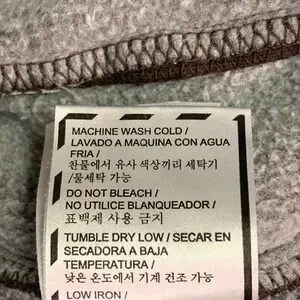 MACHINE WASH COLD /
LAVADO A MAQUINA CON AGUA
FRIA /
찬물에서 유사 색상끼리 세탁기
/물세탁 가능
DO NOT BLEACH /
NO UTILICE BLANQUEADOR /
표백제 사용 금지
TUMBLE DRY LOW / SECAR EN
SECADORA A BAJA
TEMPERATURA /
낮은 온도에서 기계 건조 가능
LOW IRON /